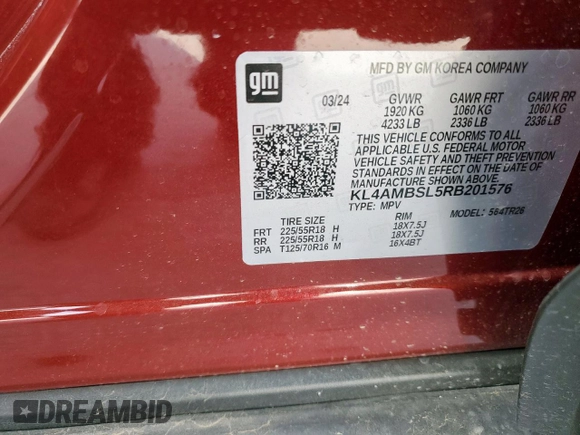 gm
MFD BY GM KOREA COMPANY
03/24 GVWR GAWR FRT GAWR RR
1920 KG 1060 KG 1060 KG
4233 LB 2336 LB 2336 LB
THIS VEHICLE CONFORMS TO ALL
APPLICABLE U.S. FEDERAL MOTOR
VEHICLE SAFETY AND THEFT PREVENTION
STANDARDS IN EFFECT ON THE DATE OF
MANUFACTURE SHOWN ABOVE.
KL4AMBSL5RB201576
TYPE: MPV MODEL: 564TR26
TIRE SIZE RIM
FRT 225/55R18 H 18X7.5J
RR 225/55R18 H 18X7.5J
SPA T125/70R16 M 16X4BT
DREAMBID